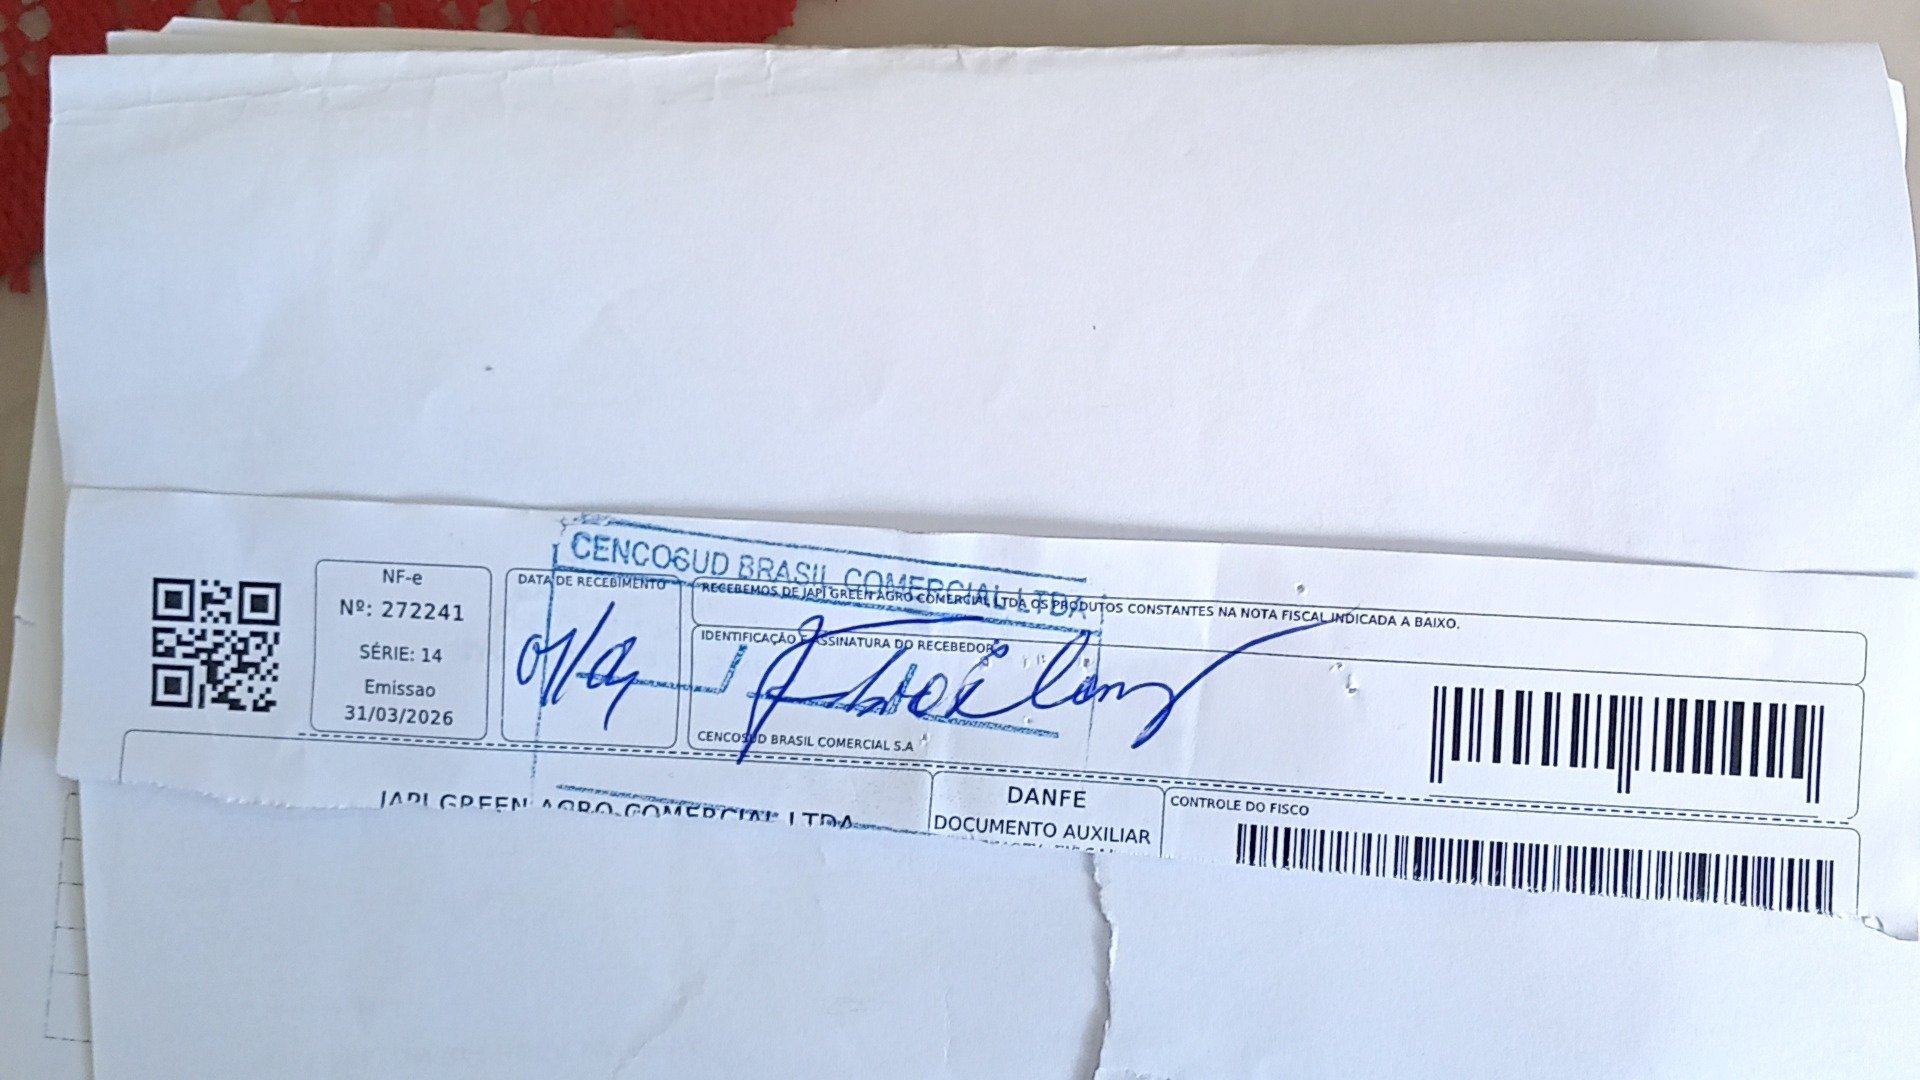 CENCOSUD BRASIL COMERCIAL LTDA
NF-e
Nº: 272241
SÉRIE: 14
Emissao
31/03/2026
DATA DE RECEBIMENTO
RECEBEMOS DE JAPI GREEN AGRO COMERCIAL LTDA OS PRODUTOS CONSTANTES NA NOTA FISCAL INDICADA A BAIXO.
IDENTIFICAÇÃO E ASSINATURA DO RECEBEDOR
CENCOSUD BRASIL COMERCIAL S.A
JAPI GREEN AGRO COMERCIAL LTDA
DANFE
DOCUMENTO AUXILIAR
CONTROLE DO FISCO